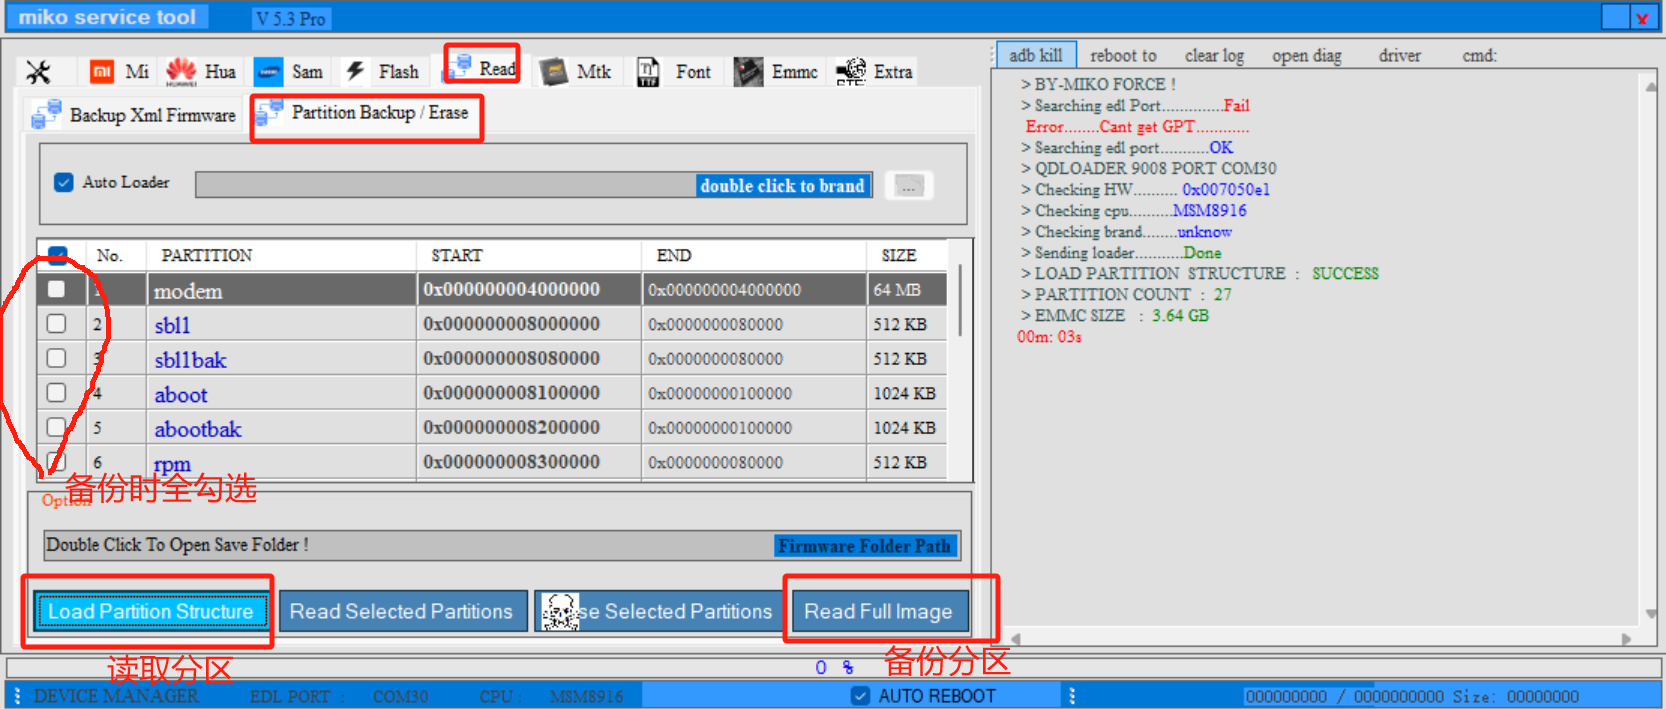 miko service tool V 5.3 Pro
Mi Hua Sam Flash Read Mtk Font Emmc Extra
Backup Xml Firmware Partition Backup / Erase
Auto Loader double click to brand ...
No. PARTITION START END SIZE
1 modem 0x000000004000000 0x000000004000000 64 MB
2 sbl1 0x000000008000000 0x0000000080000 512 KB
3 sbl1bak 0x000000008080000 0x0000000080000 512 KB
4 aboot 0x000000008100000 0x0000000100000 1024 KB
5 abootbak 0x000000008200000 0x0000000100000 1024 KB
6 rpm 0x000000008300000 0x0000000080000 512 KB
备份时全勾选
Option
Double Click To Open Save Folder ! Firmware Folder Path
Load Partition Structure Read Selected Partitions se Selected Partitions Read Full Image
读取分区 备份分区
0 %
adb kill reboot to clear log open diag driver cmd:
> BY-MIKO FORCE !
> Searching edl Port.............Fail
Error........Cant get GPT............
> Searching edl port...........OK
> QDLOADER 9008 PORT COM30
> Checking HW.......... 0x007050e1
> Checking cpu..........MSM8916
> Checking brand........unknow
> Sending loader...........Done
> LOAD PARTITION STRUCTURE : SUCCESS
> PARTITION COUNT : 27
> EMMC SIZE : 3.64 GB
00m: 03s
DEVICE MANAGER EDL PORT : COM30 CPU : MSM8916 AUTO REBOOT 000000000 / 0000000000 Size: 00000000